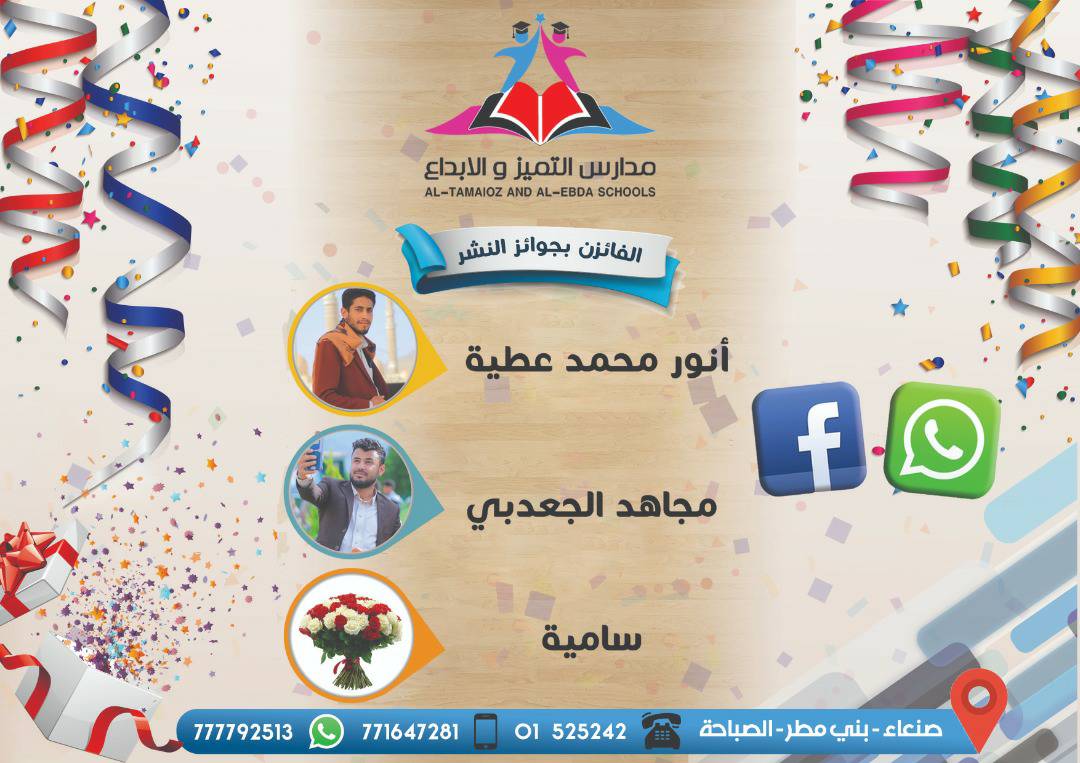 مدارس التميز و الابداع
AL-TAMAIOZ AND AL-EBDA SCHOOLS
الفائزن بجوائز النشر
أنور محمد عطية
مجاهد الجعدبي
سامية
صنعاء - بني مطر - الصباحة 01 525242 771647281 777792513